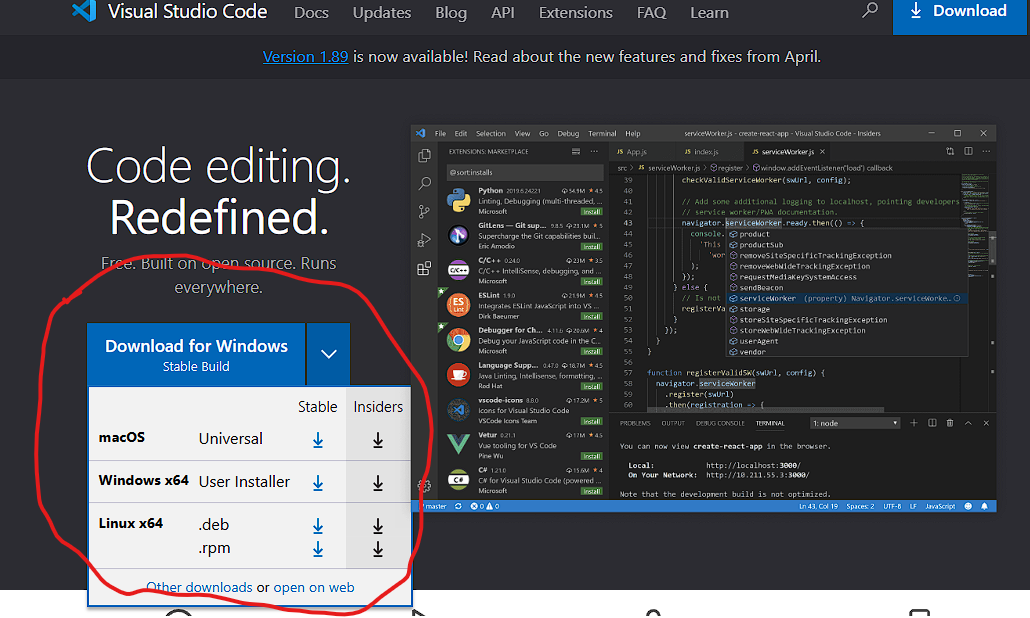 Visual Studio Code Docs Updates Blog API Extensions FAQ Learn Download
Version 1.89 is now available! Read about the new features and fixes from April.
Code editing.
Redefined.
Free. Built on open source. Runs
everywhere.
Download for Windows
Stable Build
Stable Insiders
macOS Universal
Windows x64 User Installer
Linux x64 .deb
.rpm
Other downloads or open on web
File Edit Selection View Go Debug Terminal Help serviceWorker.js - create-react-app - Visual Studio Code - Insiders
EXTENSIONS: MARKETPLACE
@sort:installs
Python 2019.6.24221 54.9M 4.5
Linting, Debugging (multi-threaded, ...
Microsoft Install
GitLens — Git sup... 9.8.5 23.1M 5
Supercharge the Git capabilities buil...
Eric Amodio Install
C/C++ 0.24.0 23M 3.5
C/C++ IntelliSense, debugging, and ...
Microsoft Install
ESLint 1.9.0 21.9M 4.5
Integrates ESLint JavaScript into VS ...
Dirk Baeumer Install
Debugger for Ch... 4.11.6 20.6M 4
Debug your JavaScript code in the C...
Microsoft Install
Language Supp... 0.47.0 18.7M 4.5
Java Linting, Intellisense, formatting, ...
Red Hat Install
vscode-icons 8.8.0 17.2M 5
Icons for Visual Studio Code
VSCode Icons Team Install
Vetur 0.21.1 17M 4.5
Vue tooling for VS Code
Pine Wu Install
C# 1.21.0 15.6M 4
C# for Visual Studio Code (powered ...
Microsoft Install
JS App.js JS index.js JS serviceWorker.js
src > JS serviceWorker.js > register > window.addEventListener('load') callback
39 checkValidServiceWorker(swUrl, config);
40
41 // Add some additional logging to localhost, pointing developers
42 // service worker/PWA documentation.
43 navigator.serviceWorker.ready.then(() => {
44 console.
45 'This
46 'wor
47 );
48 });
49 } else {
50 // Is not
51 registerVa
52 }
53 });
54 }
55 }
56
57 function registerValidSW(swUrl, config) {
58 navigator.serviceWorker
59 .register(swUrl)
60 .then(registration => {
product
productSub
removeSiteSpecificTrackingException
removeWebWideTrackingException
requestMediaKeySystemAccess
sendBeacon
serviceWorker (property) Navigator.serviceWorke...
storage
storeSiteSpecificTrackingException
storeWebWideTrackingException
userAgent
vendor
PROBLEMS OUTPUT DEBUG CONSOLE TERMINAL 1: node
You can now view create-react-app in the browser.
Local: http://localhost:3000/
On Your Network: http://10.211.55.3:3000/
Note that the development build is not optimized.
master 0 0 Ln 43, Col 19 Spaces: 2 UTF-8 LF JavaScript